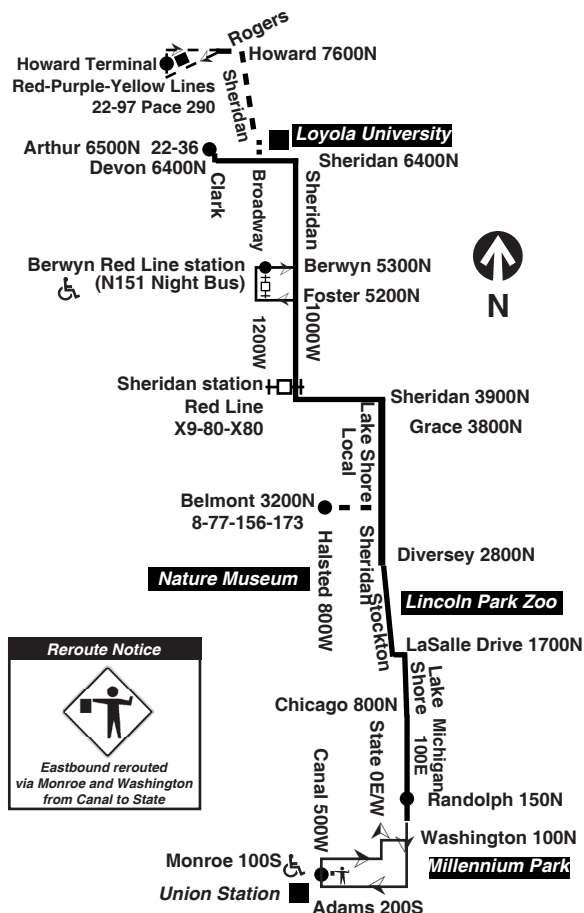 Rogers
Howard 7600N
Howard Terminal
Red-Purple-Yellow Lines
22-97 Pace 290
Sheridan
Loyola University
Arthur 6500N 22-36
Devon 6400N
Sheridan 6400N
Clark
Broadway
Sheridan
Berwyn Red Line station
(N151 Night Bus)
Berwyn 5300N
Foster 5200N
N
1200W
1000W
Sheridan station
Red Line
X9-80-X80
Sheridan 3900N
Grace 3800N
Lake Shore
Local
Belmont 3200N
8-77-156-173
Halsted 800W
Sheridan
Diversey 2800N
Nature Museum
Stockton
Lincoln Park Zoo
LaSalle Drive 1700N
Reroute Notice
Eastbound rerouted
via Monroe and Washington
from Canal to State
Lake
Shore
Michigan
100E
Chicago 800N
State 0E/W
Canal 500W
Randolph 150N
Washington 100N
Monroe 100S
Millennium Park
Union Station
Adams 200S